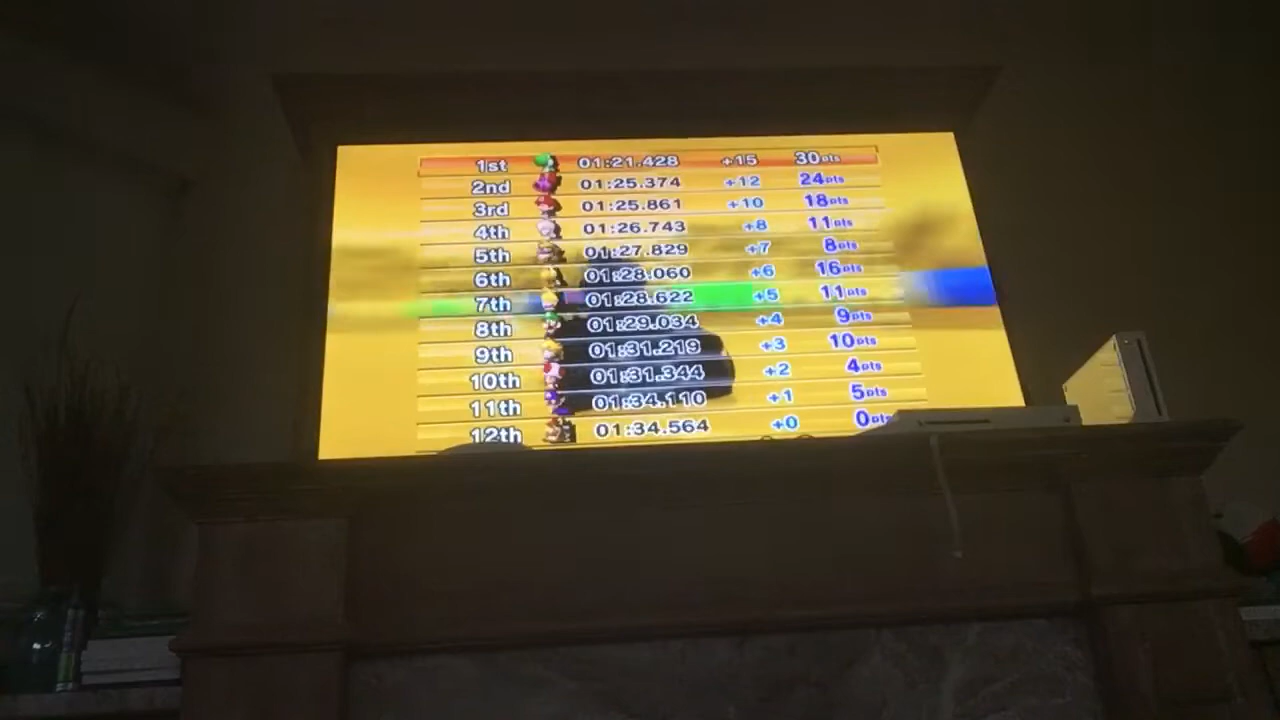 1st 01:21.428 +15 30pts
2nd 01:25.374 +12 24pts
3rd 01:25.861 +10 18pts
4th 01:26.743 +8 11pts
5th 01:27.829 +7 8pts
6th 01:28.060 +6 16pts
7th 01:28.622 +5 11pts
8th 01:29.034 +4 9pts
9th 01:31.219 +3 10pts
10th 01:31.344 +2 4pts
11th 01:34.110 +1 5pts
12th 01:34.564 +0 0pts